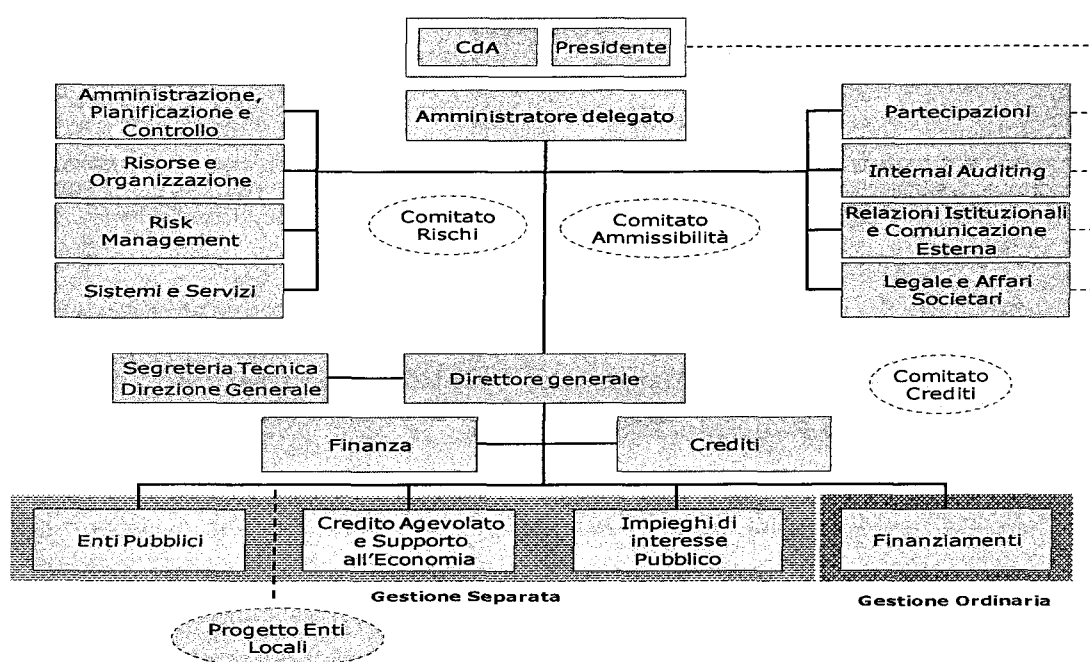 CdA
Presidente
Amministratore delegato
Amministrazione,
Pianificazione e
Controllo
Risorse e
Organizzazione
Risk
Management
Sistemi e Servizi
Comitato
Rischi
Comitato
Ammissibilità
Partecipazioni
Internal Auditing
Relazioni Istituzionali
e Comunicazione
Esterna
Legale e Affari
Societari
Segreteria Tecnica
Direzione Generale
Direttore generale
Comitato
Crediti
Finanza
Crediti
Enti Pubblici
Credito Agevolato
e Supporto
all'Economia
Impieghi di
interesse
Pubblico
Finanziamenti
Gestione Separata
Gestione Ordinaria
Progetto Enti
Locali